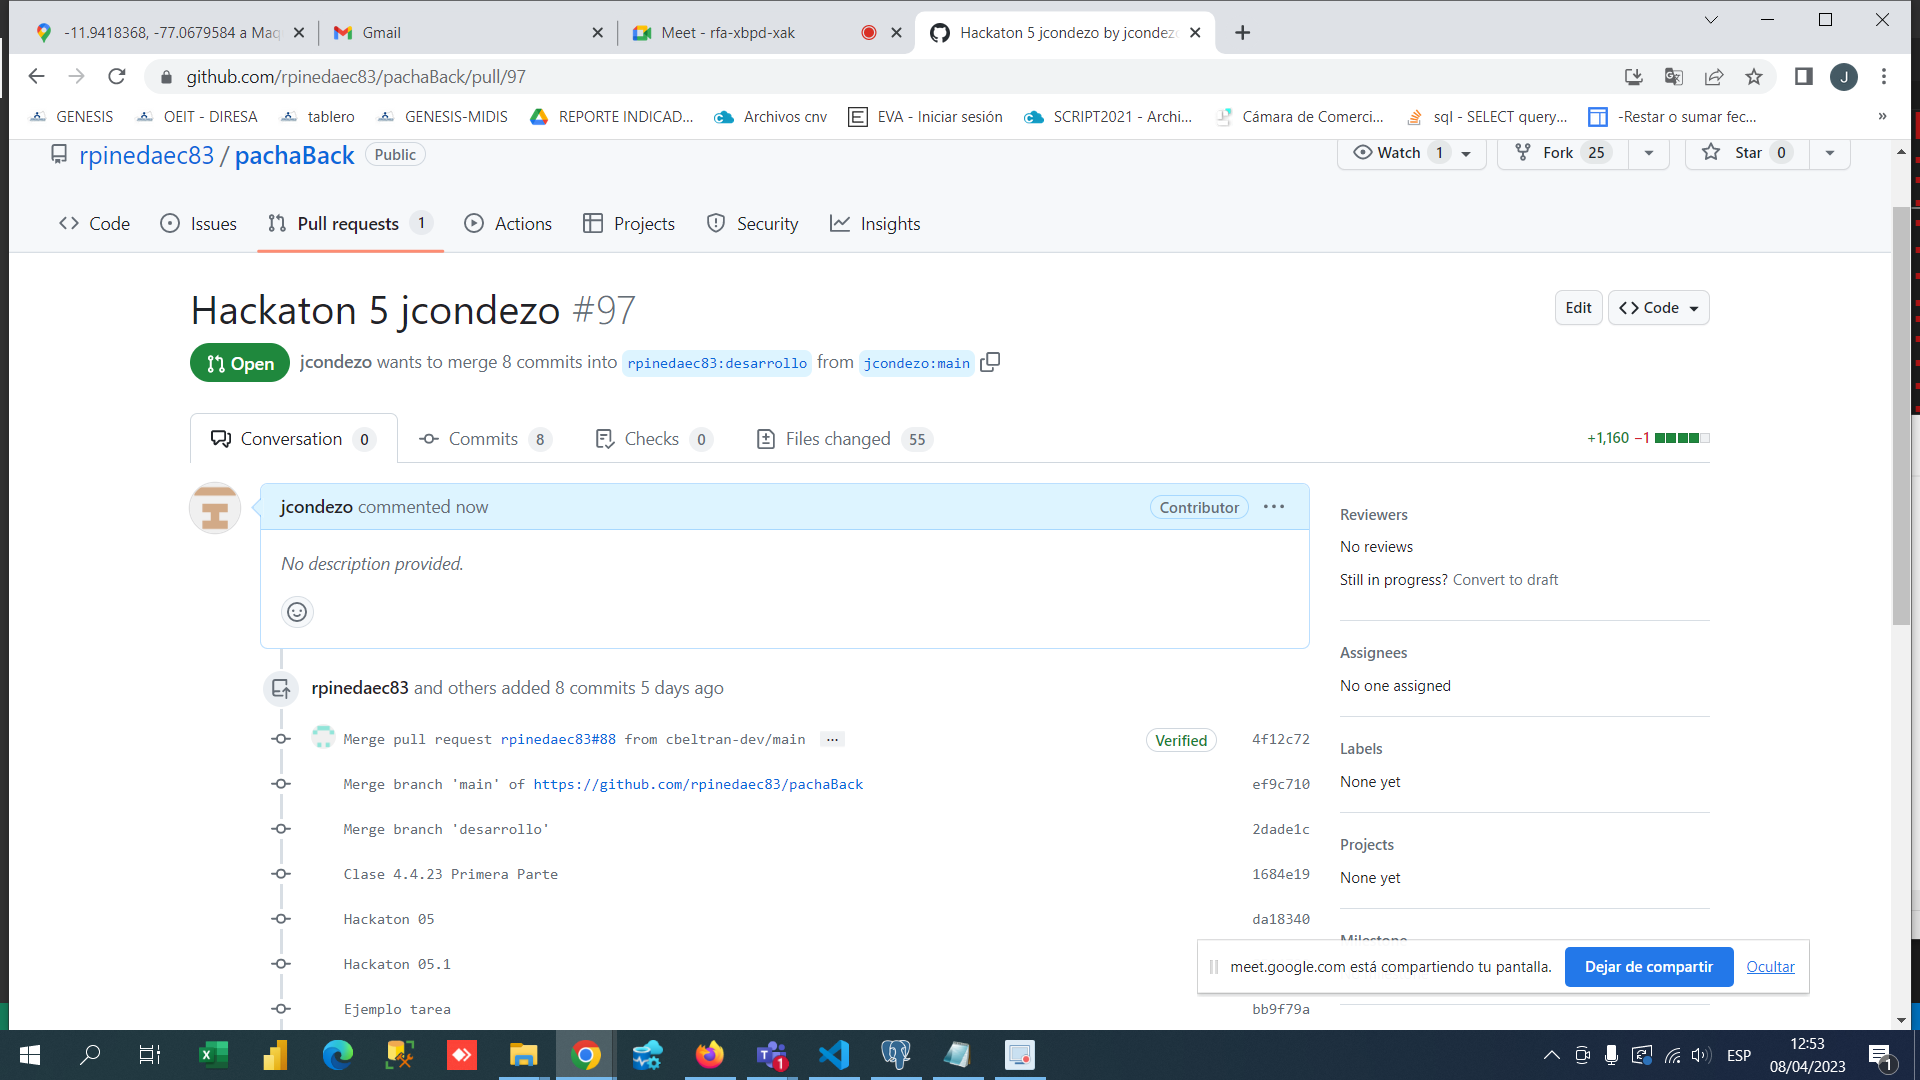 -11.9418368, -77.0679584 a Maq
Gmail
Meet - rfa-xbpd-xak
Hackaton 5 jcondezo by jcondezo
github.com/rpinedaec83/pachaBack/pull/97
J
GENESIS
OEIT - DIRESA
tablero
GENESIS-MIDIS
REPORTE INDICAD...
Archivos cnv
EVA - Iniciar sesión
SCRIPT2021 - Archi...
Cámara de Comerci...
sql - SELECT query...
-Restar o sumar fec...
»
rpinedaec83 / pachaBack Public
Watch 1
Fork 25
Star 0
Code
Issues
Pull requests 1
Actions
Projects
Security
Insights
Hackaton 5 jcondezo #97
Edit
Code
Open
jcondezo wants to merge 8 commits into rpinedaec83:desarrollo from jcondezo:main
Conversation 0
Commits 8
Checks 0
Files changed 55
+1,160 −1
jcondezo commented now
Contributor
No description provided.
Reviewers
No reviews
Still in progress? Convert to draft
Assignees
No one assigned
Labels
None yet
Projects
None yet
Milestone
rpinedaec83 and others added 8 commits 5 days ago
Merge pull request rpinedaec83#88 from cbeltran-dev/main ...
Verified
4f12c72
Merge branch 'main' of https://github.com/rpinedaec83/pachaBack
ef9c710
Merge branch 'desarrollo'
2dade1c
Clase 4.4.23 Primera Parte
1684e19
Hackaton 05
da18340
Hackaton 05.1
Ejemplo tarea
bb9f79a
meet.google.com está compartiendo tu pantalla.
Dejar de compartir
Ocultar
1
ESP
12:53
08/04/2023
1